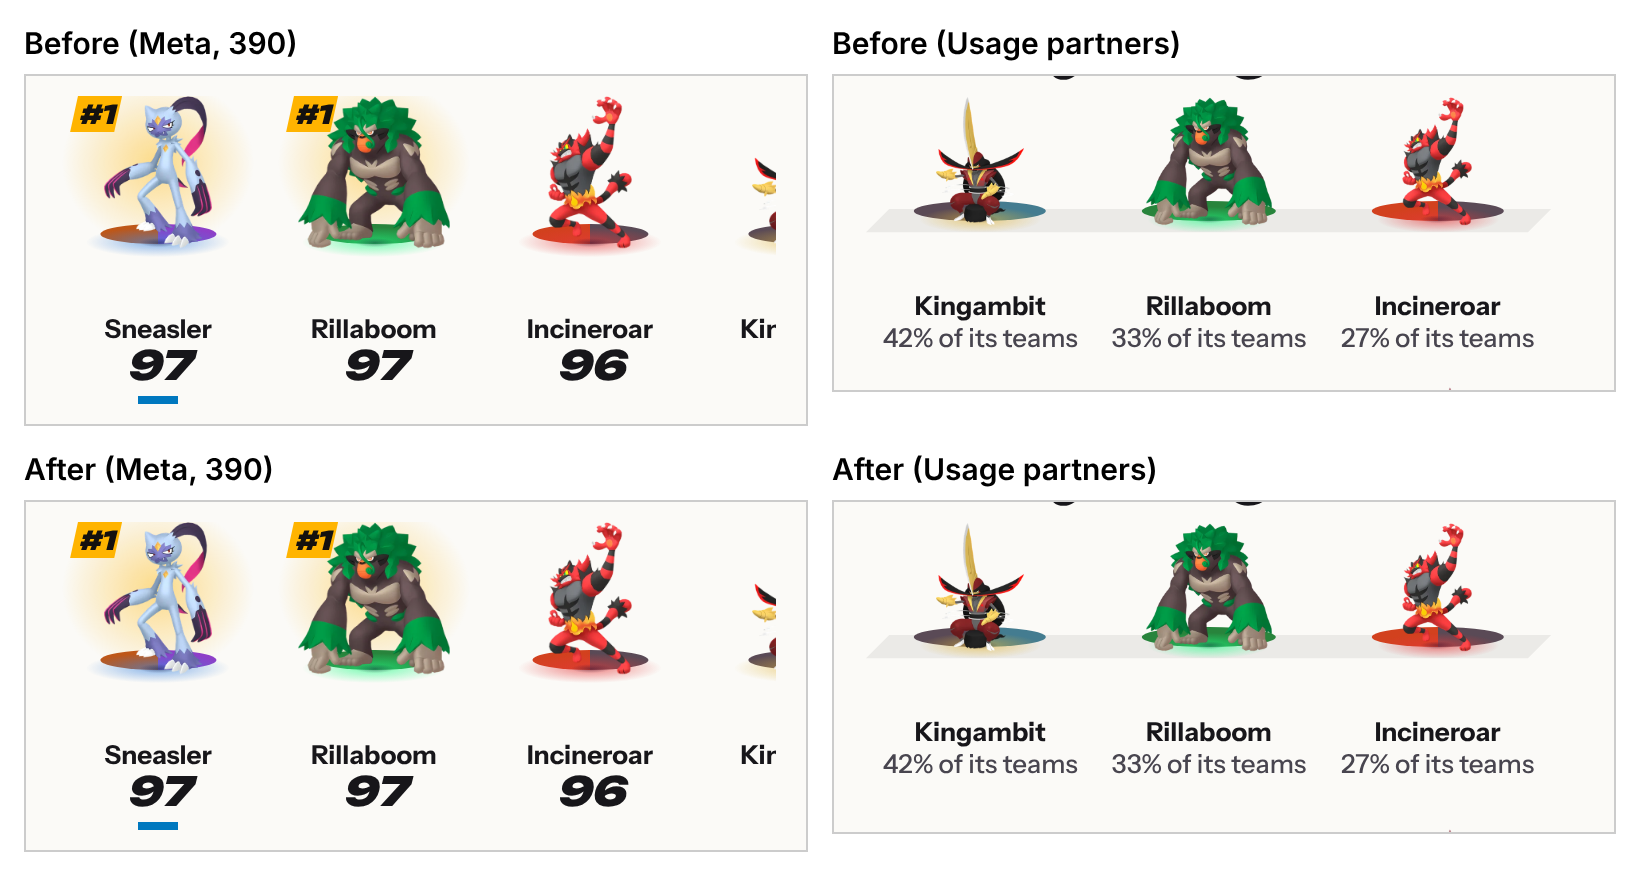 Before (Meta, 390)
#1
#1
Sneasler
Rillaboom
Incineroar
Kin
97
97
96
Before (Usage partners)
Kingambit
Rillaboom
Incineroar
42% of its teams
33% of its teams
27% of its teams
After (Meta, 390)
#1
#1
Sneasler
Rillaboom
Incineroar
Kin
97
97
96
After (Usage partners)
Kingambit
Rillaboom
Incineroar
42% of its teams
33% of its teams
27% of its teams